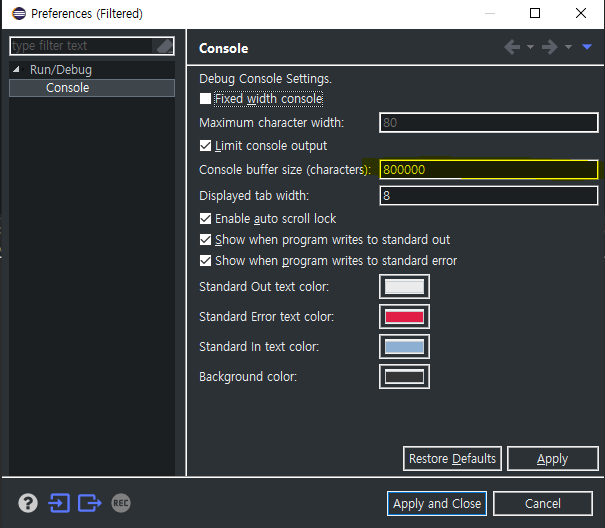 Preferences (Filtered)
type filter text
Console
Run/Debug
Console
Debug Console Settings.
Fixed width console
Maximum character width: 80
Limit console output
Console buffer size (characters): 800000
Displayed tab width: 8
Enable auto scroll lock
Show when program writes to standard out
Show when program writes to standard error
Standard Out text color:
Standard Error text color:
Standard In text color:
Background color:
Restore Defaults Apply
? REC Apply and Close Cancel